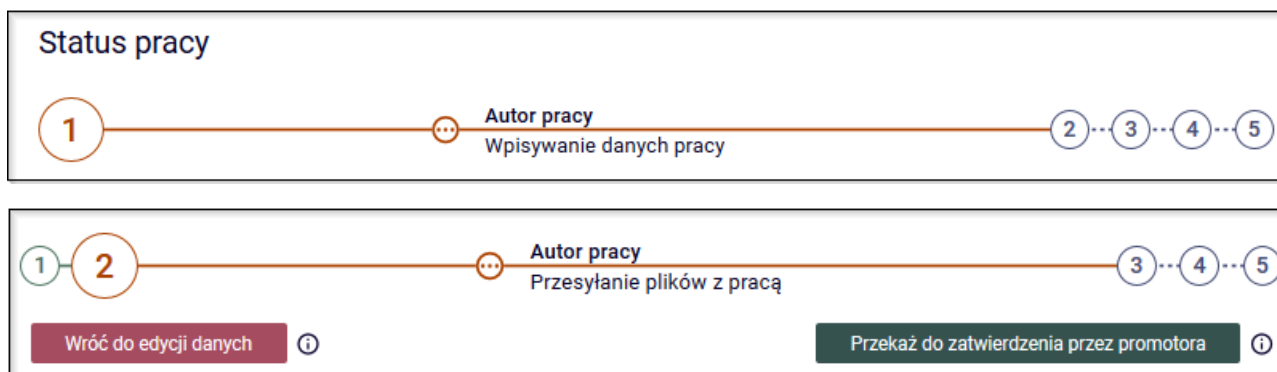 Status pracy
1 Autor pracy 2 3 4 5
Wpisywanie danych pracy
1 2 Autor pracy 3 4 5
Przesyłanie plików z pracą
Wróć do edycji danych Przekaż do zatwierdzenia przez promotora